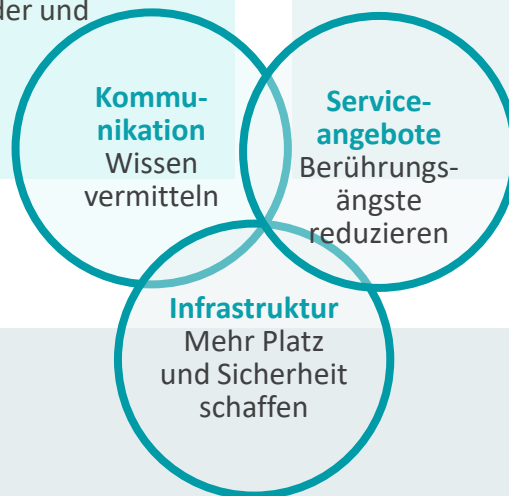 der und
Kommu-
nikation
Wissen
vermitteln
Service-
angebote
Berührungs-
ängste
reduzieren
Infrastruktur
Mehr Platz
und Sicherheit
schaffen